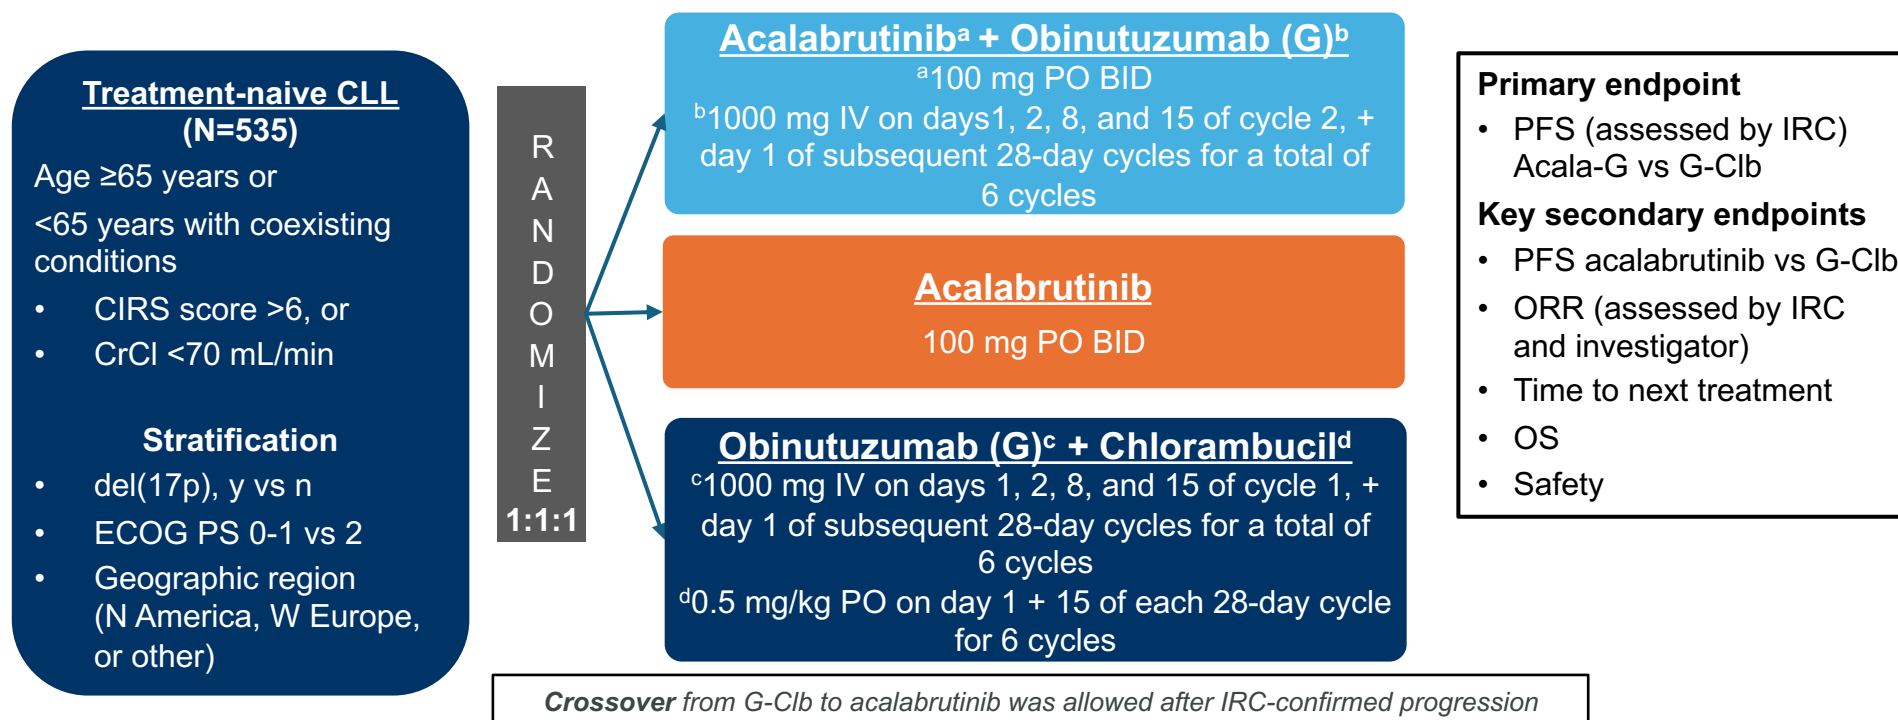 Treatment-naive CLL
(N=535)
Age ≥65 years or
<65 years with coexisting
conditions
• CIRS score >6, or
• CrCl <70 mL/min
Stratification
• del(17p), y vs n
• ECOG PS 0-1 vs 2
• Geographic region
(N America, W Europe,
or other)
R
A
N
D
O
M
I
Z
E
1:1:1
Acalabrutinibᵃ + Obinutuzumab (G)ᵇ
ᵃ100 mg PO BID
ᵇ1000 mg IV on days1, 2, 8, and 15 of cycle 2, +
day 1 of subsequent 28-day cycles for a total of
6 cycles
Acalabrutinib
100 mg PO BID
Obinutuzumab (G)ᶜ + Chlorambucilᵈ
ᶜ1000 mg IV on days 1, 2, 8, and 15 of cycle 1, +
day 1 of subsequent 28-day cycles for a total of
6 cycles
ᵈ0.5 mg/kg PO on day 1 + 15 of each 28-day cycle
for 6 cycles
Primary endpoint
• PFS (assessed by IRC)
Acala-G vs G-Clb
Key secondary endpoints
• PFS acalabrutinib vs G-Clb
• ORR (assessed by IRC
and investigator)
• Time to next treatment
• OS
• Safety
Crossover from G-Clb to acalabrutinib was allowed after IRC-confirmed progression